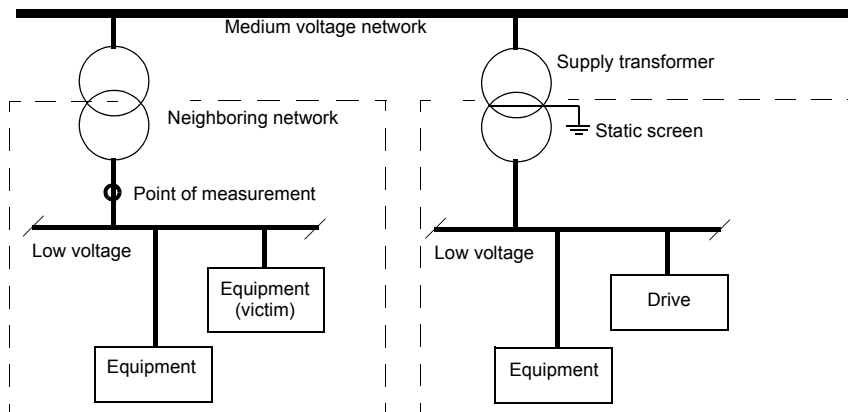 Medium voltage network
Supply transformer
Neighboring network
Static screen
Point of measurement
Low voltage
Low voltage
Equipment
(victim)
Drive
Equipment
Equipment